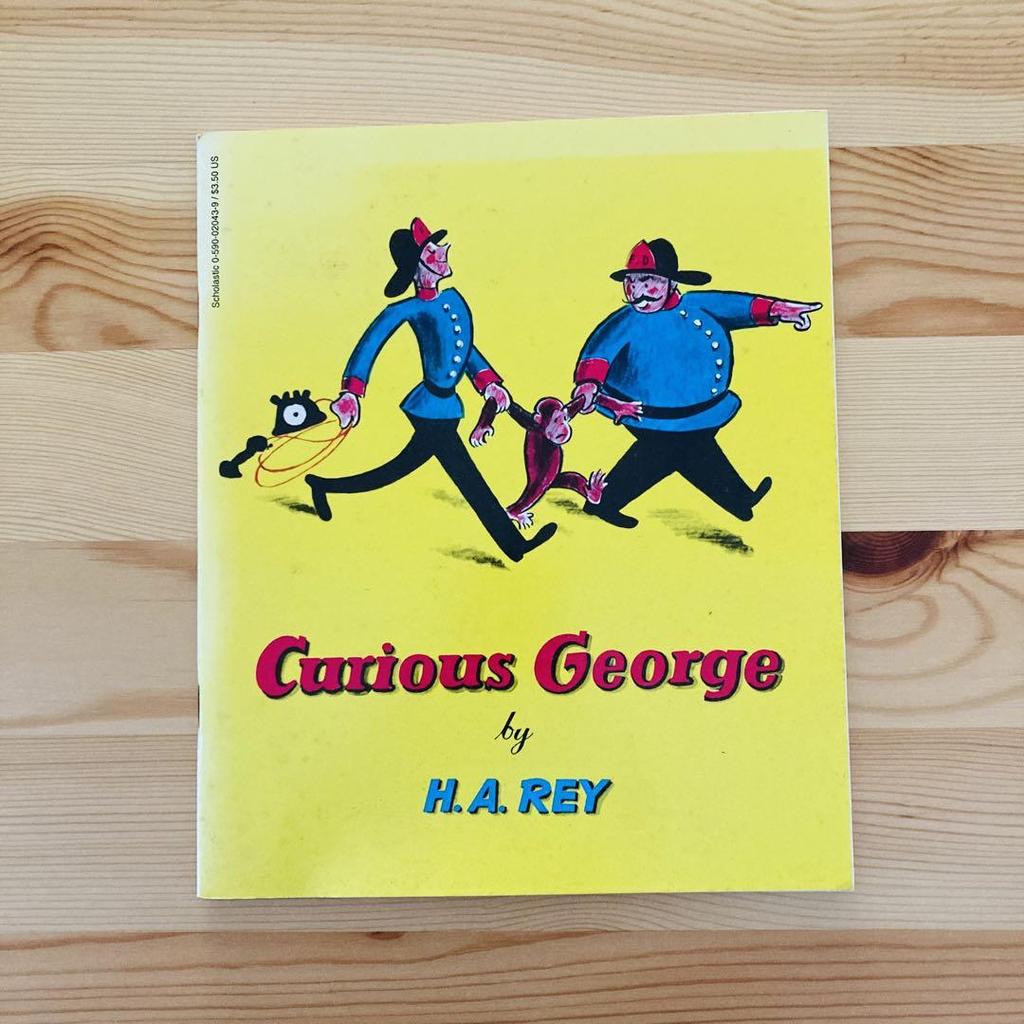 Scholastic 0-590-02043-9 / $3.50 US
F.D.
Curious George
by
H. A. REY